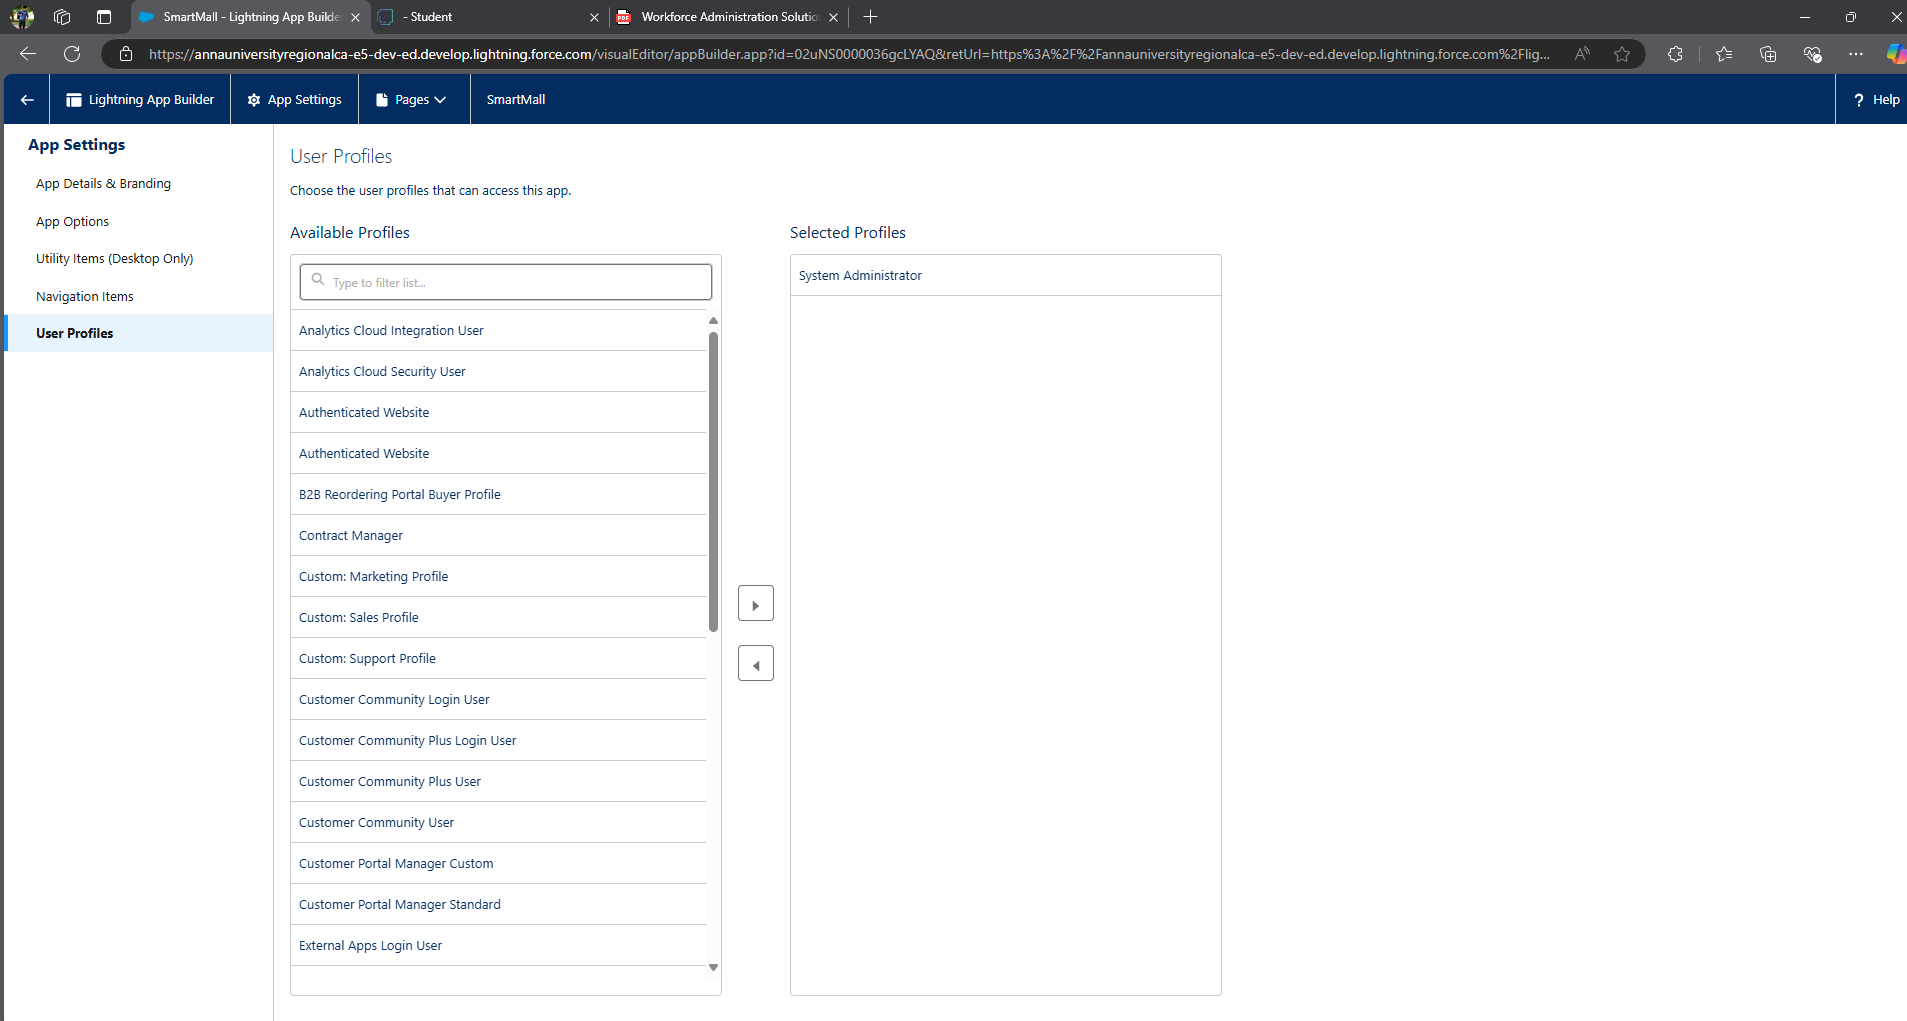 SmartMall - Lightning App Builde
- Student
Workforce Administration Solutio
https://annauniversityregionalca-e5-dev-ed.develop.lightning.force.com/visualEditor/appBuilder.app?id=02uNS0000036gcLYAQ&retUrl=https%3A%2F%2Fannauniversityregionalca-e5-dev-ed.develop.lightning.force.com%2Flig...
Lightning App Builder
App Settings
Pages
SmartMall
? Help
App Settings
App Details & Branding
App Options
Utility Items (Desktop Only)
Navigation Items
User Profiles
User Profiles
Choose the user profiles that can access this app.
Available Profiles
Type to filter list...
Analytics Cloud Integration User
Analytics Cloud Security User
Authenticated Website
Authenticated Website
B2B Reordering Portal Buyer Profile
Contract Manager
Custom: Marketing Profile
Custom: Sales Profile
Custom: Support Profile
Customer Community Login User
Customer Community Plus Login User
Customer Community Plus User
Customer Community User
Customer Portal Manager Custom
Customer Portal Manager Standard
External Apps Login User
Selected Profiles
System Administrator